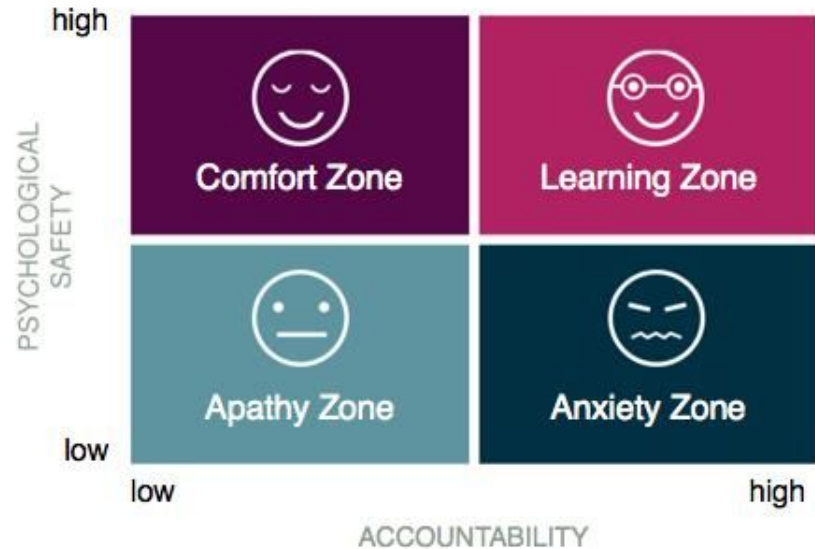 high
Comfort Zone
Learning Zone
PSYCHOLOGICAL
SAFETY
Apathy Zone
Anxiety Zone
low
low
high
ACCOUNTABILITY